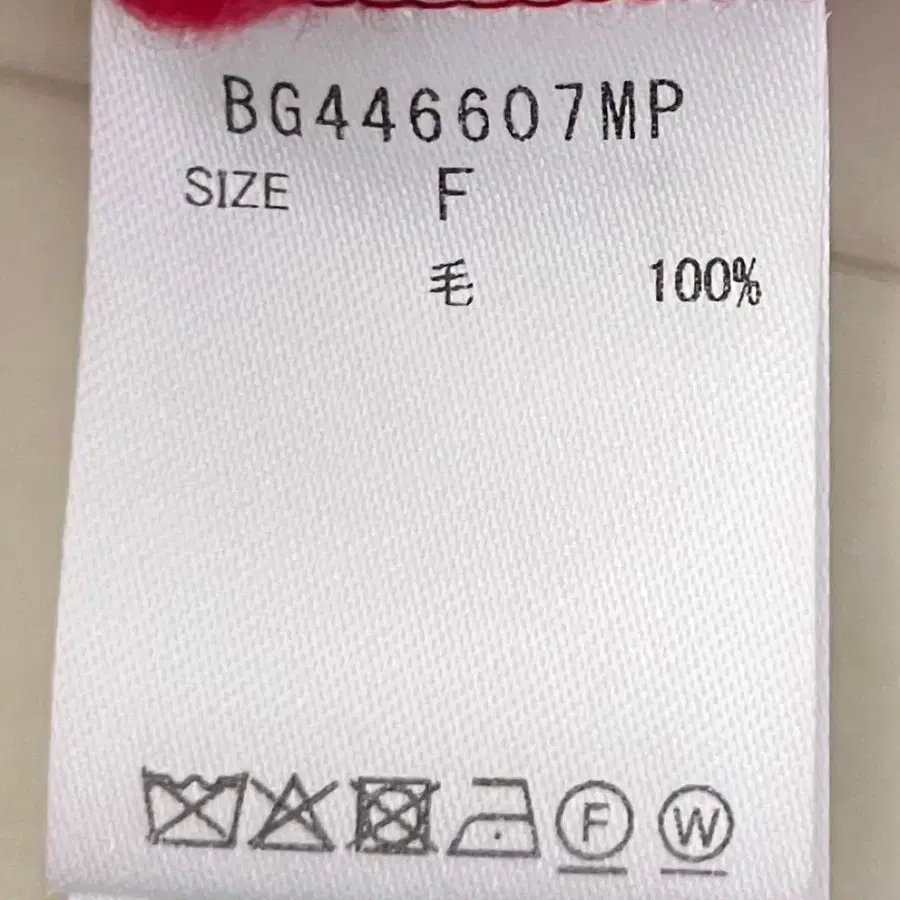 BG446607MP
SIZE F
毛 100%
F W